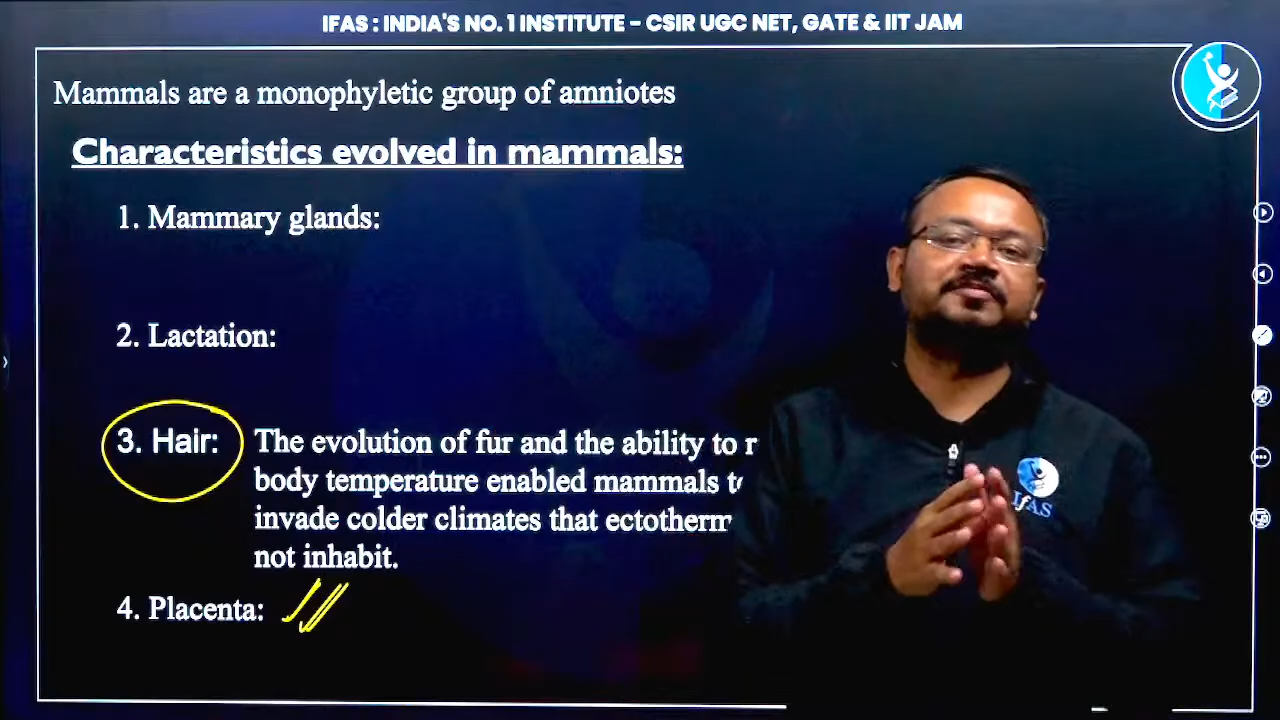 IFAS : INDIA'S NO. 1 INSTITUTE – CSIR UGC NET, GATE & IIT JAM
Mammals are a monophyletic group of amniotes
Characteristics evolved in mammals:
1. Mammary glands:
2. Lactation:
3. Hair: The evolution of fur and the ability to r
body temperature enabled mammals to
invade colder climates that ectotherm
not inhabit.
4. Placenta:
IFAS